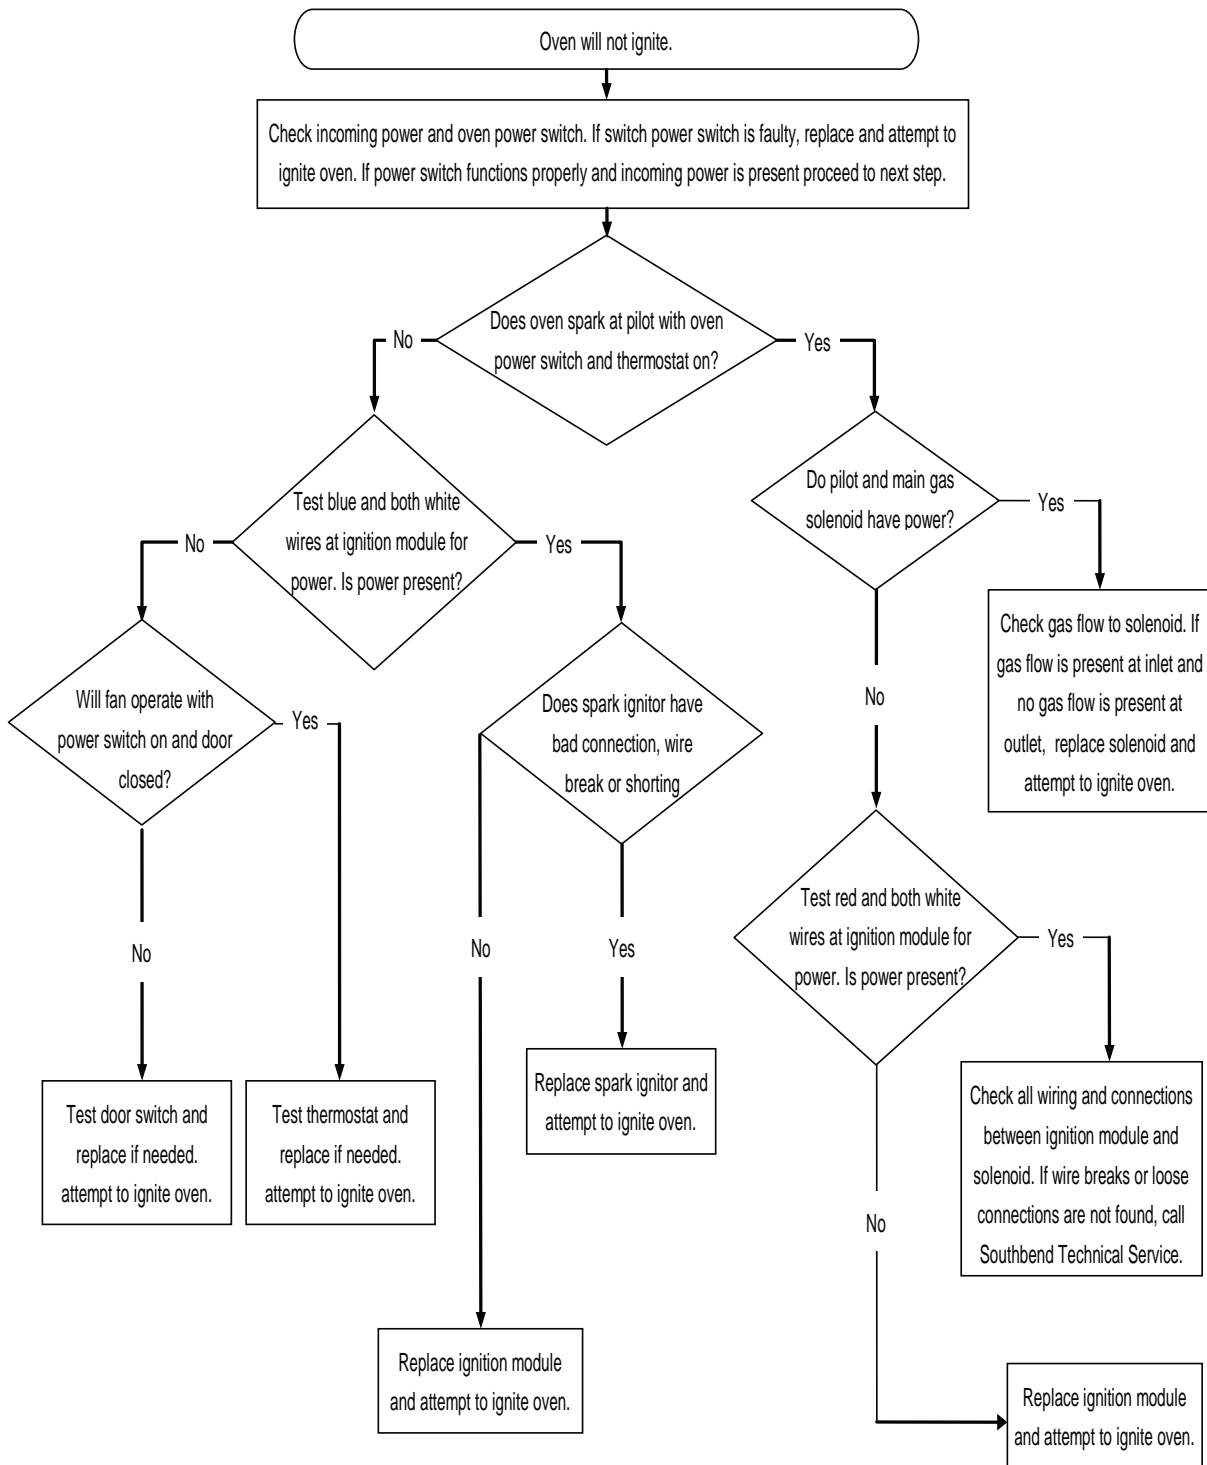 Oven will not ignite.
Check incoming power and oven power switch. If switch power switch is faulty, replace and attempt to
ignite oven. If power switch functions properly and incoming power is present proceed to next step.
Does oven spark at pilot with oven
power switch and thermostat on?
No
Yes
Test blue and both white
wires at ignition module for
power. Is power present?
No
Yes
Do pilot and main gas
solenoid have power?
Yes
No
Check gas flow to solenoid. If
gas flow is present at inlet and
no gas flow is present at
outlet, replace solenoid and
attempt to ignite oven.
Will fan operate with
power switch on and door
closed?
Yes
No
Does spark ignitor have
bad connection, wire
break or shorting
No
Yes
Test red and both white
wires at ignition module for
power. Is power present?
Yes
No
Test door switch and
replace if needed.
attempt to ignite oven.
Test thermostat and
replace if needed.
attempt to ignite oven.
Replace spark ignitor and
attempt to ignite oven.
Check all wiring and connections
between ignition module and
solenoid. If wire breaks or loose
connections are not found, call
Southbend Technical Service.
Replace ignition module
and attempt to ignite oven.
Replace ignition module
and attempt to ignite oven.